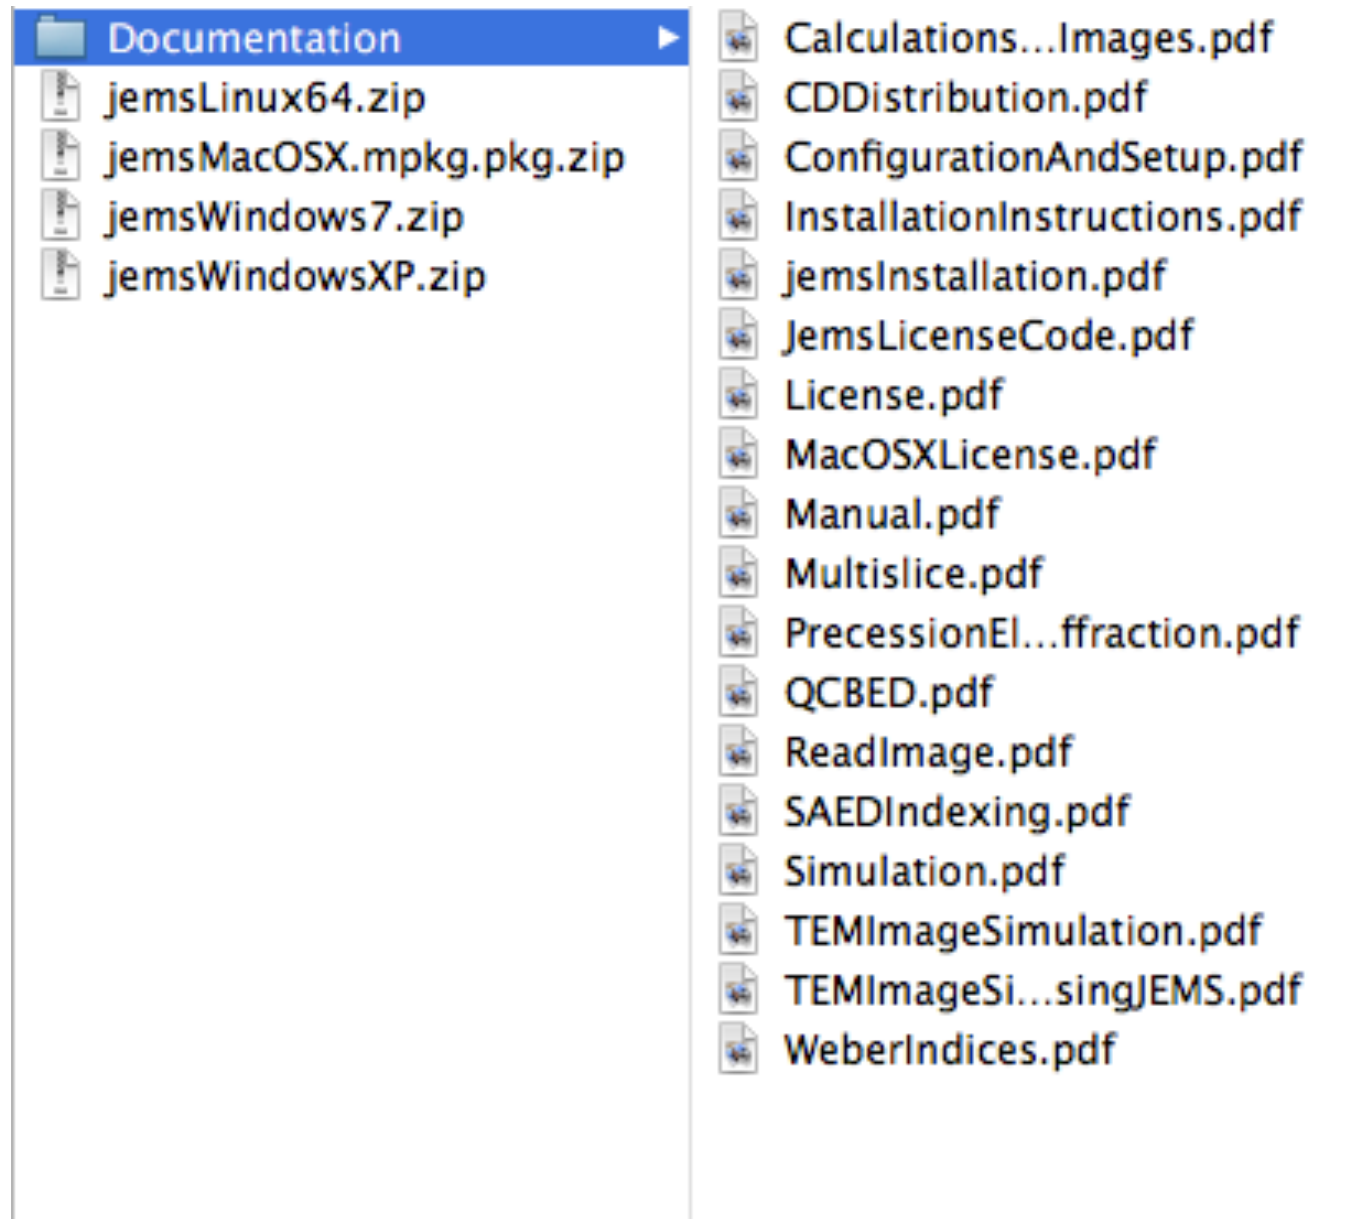 Documentation
jemsLinux64.zip
jemsMacOSX.mpkg.pkg.zip
jemsWindows7.zip
jemsWindowsXP.zip
Calculations...Images.pdf
CDDistribution.pdf
ConfigurationAndSetup.pdf
InstallationInstructions.pdf
jemsInstallation.pdf
JemsLicenseCode.pdf
License.pdf
MacOSXLicense.pdf
Manual.pdf
Multislice.pdf
PrecessionEl...ffraction.pdf
QCBED.pdf
ReadImage.pdf
SAEDIndexing.pdf
Simulation.pdf
TEMImageSimulation.pdf
TEMImageSi...singJEMS.pdf
WeberIndices.pdf